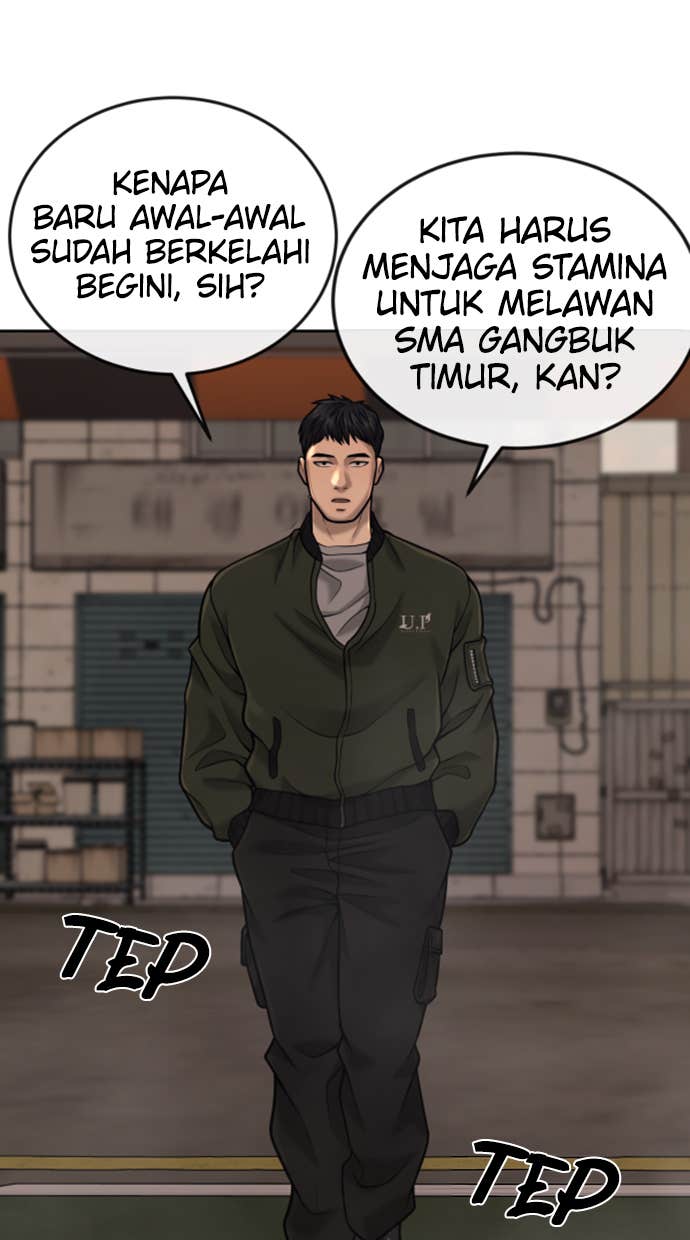 KENAPA
BARU AWAL-AWAL
SUDAH BERKELAHI
BEGINI, SIH?
KITA HARUS
MENJAGA STAMINA
UNTUK MELAWAN
SMA GANGBUK
TIMUR, KAN?
U.P
TEP
TEP